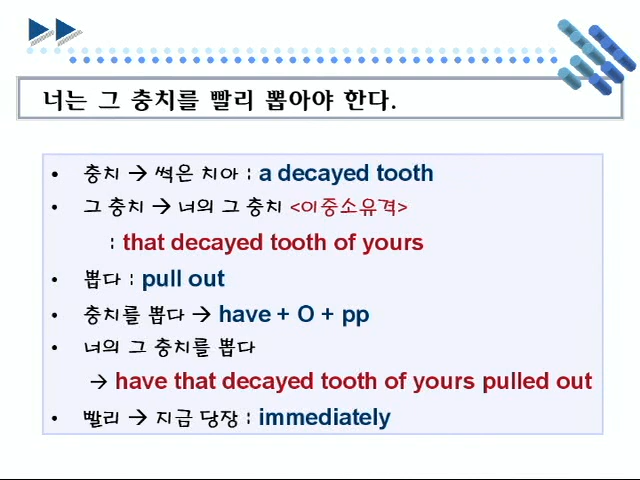 너는 그 충치를 빨리 뽑아야 한다.
• 충치 → 썩은 치아 : a decayed tooth
• 그 충치 → 너의 그 충치 <이중소유격>
: that decayed tooth of yours
• 뽑다 : pull out
• 충치를 뽑다 → have + O + pp
• 너의 그 충치를 뽑다
→ have that decayed tooth of yours pulled out
• 빨리 → 지금 당장 : immediately